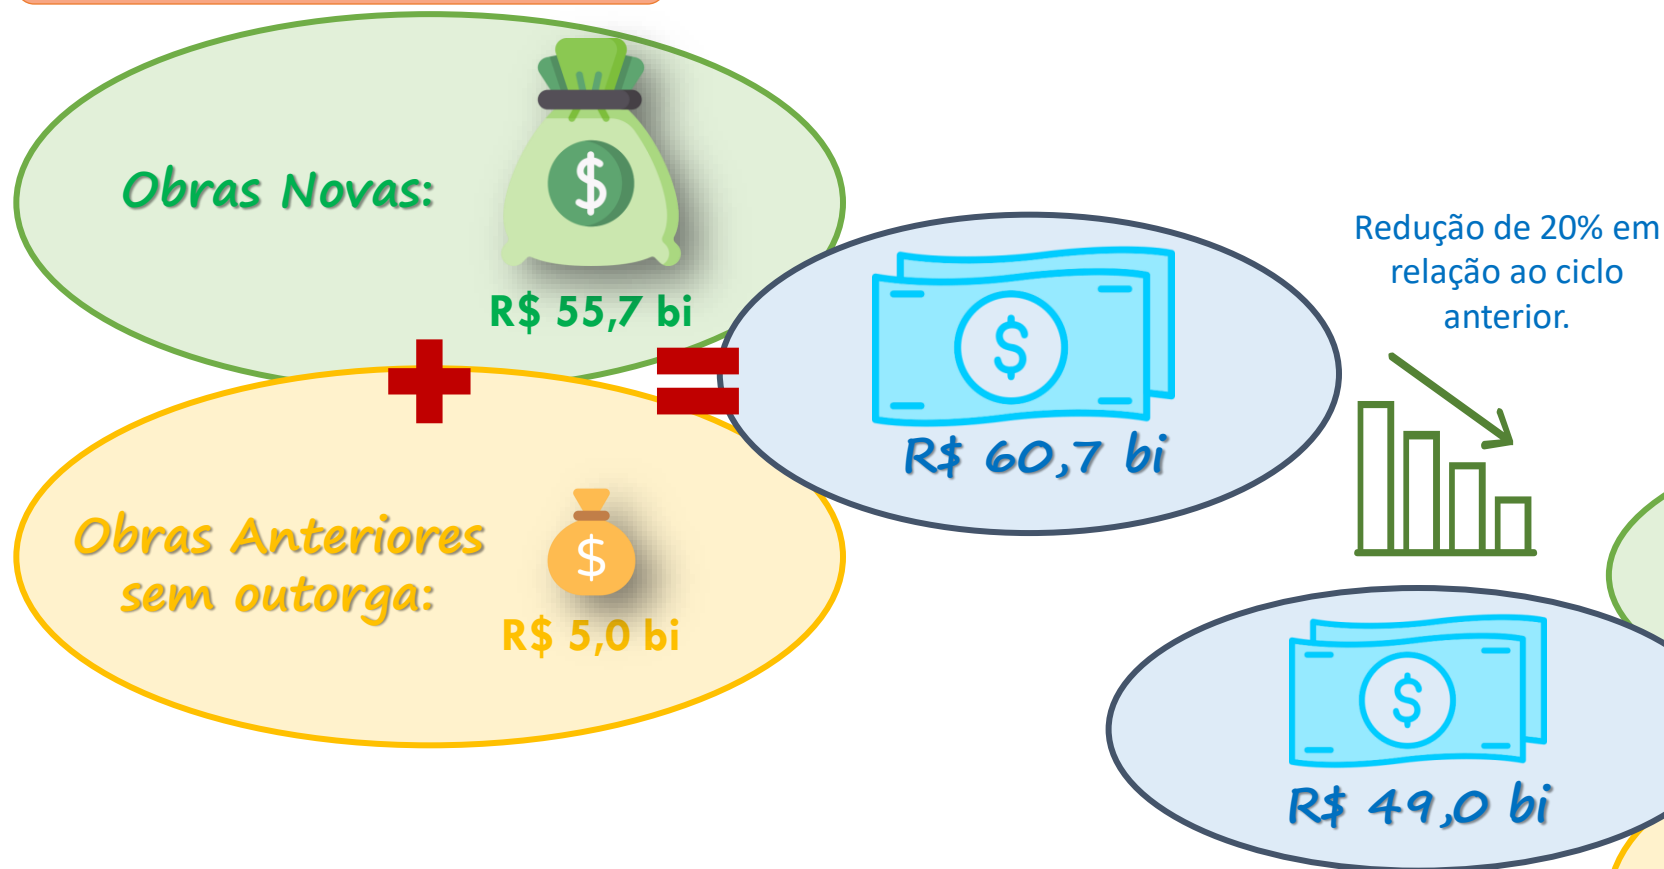 Obras Novas:
R$ 55,7 bi
Obras Anteriores
sem outorga:
R$ 5,0 bi
R$ 60,7 bi
Redução de 20% em
relação ao ciclo
anterior.
R$ 49,0 bi